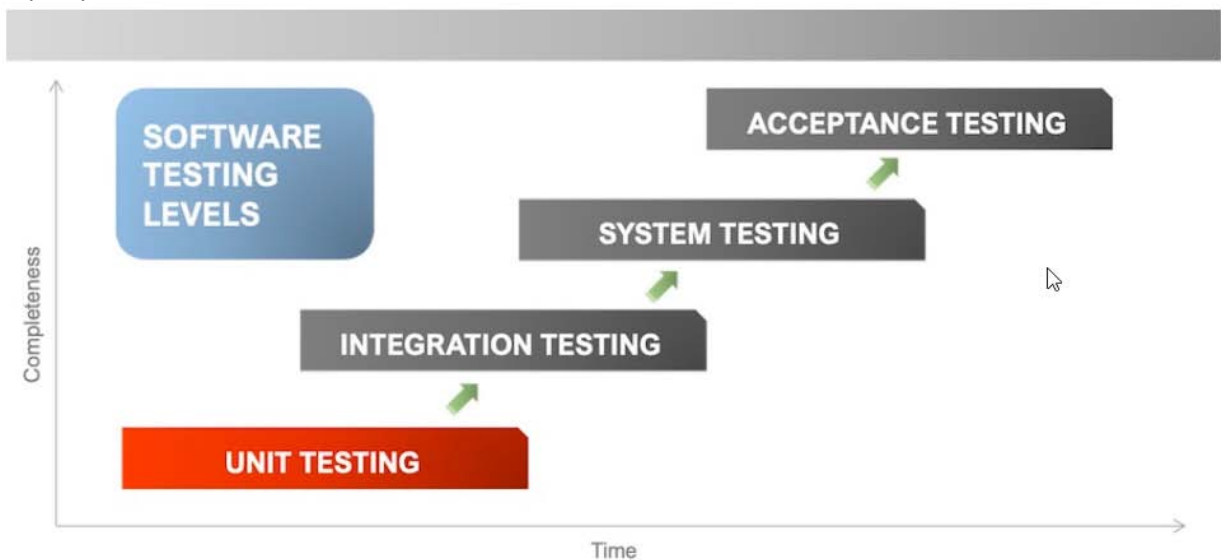 SOFTWARE
TESTING
LEVELS
ACCEPTANCE TESTING
SYSTEM TESTING
INTEGRATION TESTING
UNIT TESTING
Completeness
Time